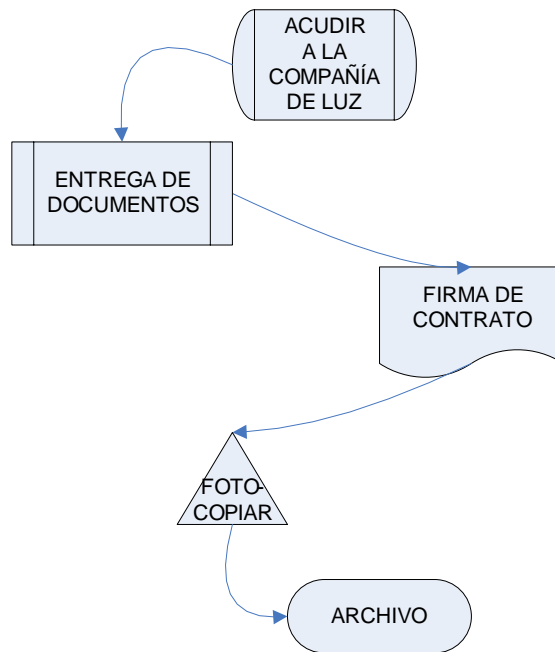 ACUDIR
A LA
COMPAÑÍA
DE LUZ
ENTREGA DE
DOCUMENTOS
FIRMA DE
CONTRATO
FOTO-
COPIAR
ARCHIVO